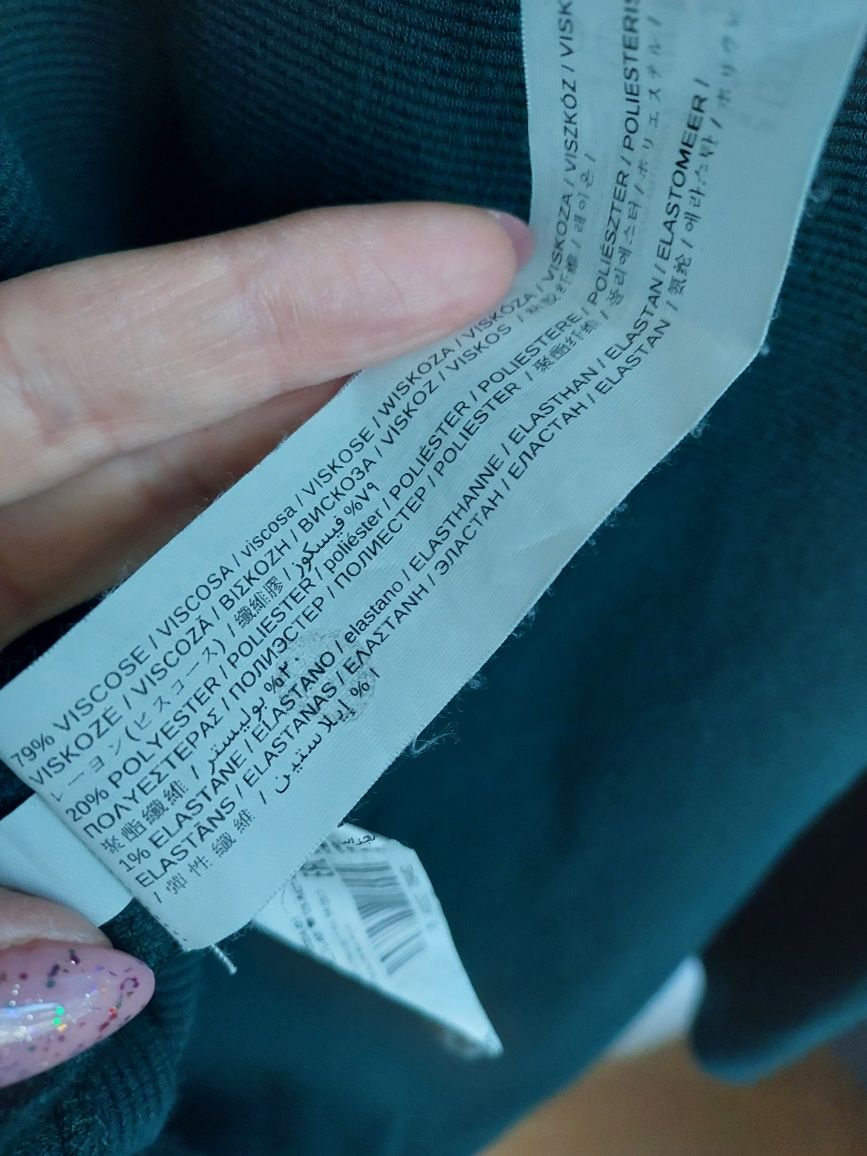 79% VISCOSE / VISCOSA / viscosa / VISKOSE / WISKOZA / VISKÓZA / VISKOZA / VISZKÓZ / VISK
VISKOZE / VISCOZĂ / ΒΙΣΚΟΖΗ / ВИСКОЗА / VISKOZ / VISKOS / 粘胶纤维 / 레이온 /
レーヨン(ビスコース) / 纖維膠 / فيسكوز %٧٩
20% POLYESTER / POLIESTER / poliéster / POLIÉSTER / POLYESTER / POLIESTERE / POLIÉSZTER / POLIESTERIS
ΠΟΛΥΕΣΤΕΡΑΣ / ПОЛИЭСТЕР / ПОЛИЕСТЕР / POLIESTER / 聚酯纤维 / 폴리에스터 / ポリエステル /
聚酯纖維 / بوليستر %٢٠
1% ELASTANE / ELASTANO / elastano / ELASTHANNE / ELASTHAN / ELASTAN / ELASTOMEER /
ELASTĀNS / ELASTANAS / ΕΛΑΣΤΑΝΗ / ЭЛАСТАН / ЕЛАСТАН / ELASTAN / 氨纶 / 에라스탄 / ポリウレ
/ 彈性纖維 / إيلاستين %١